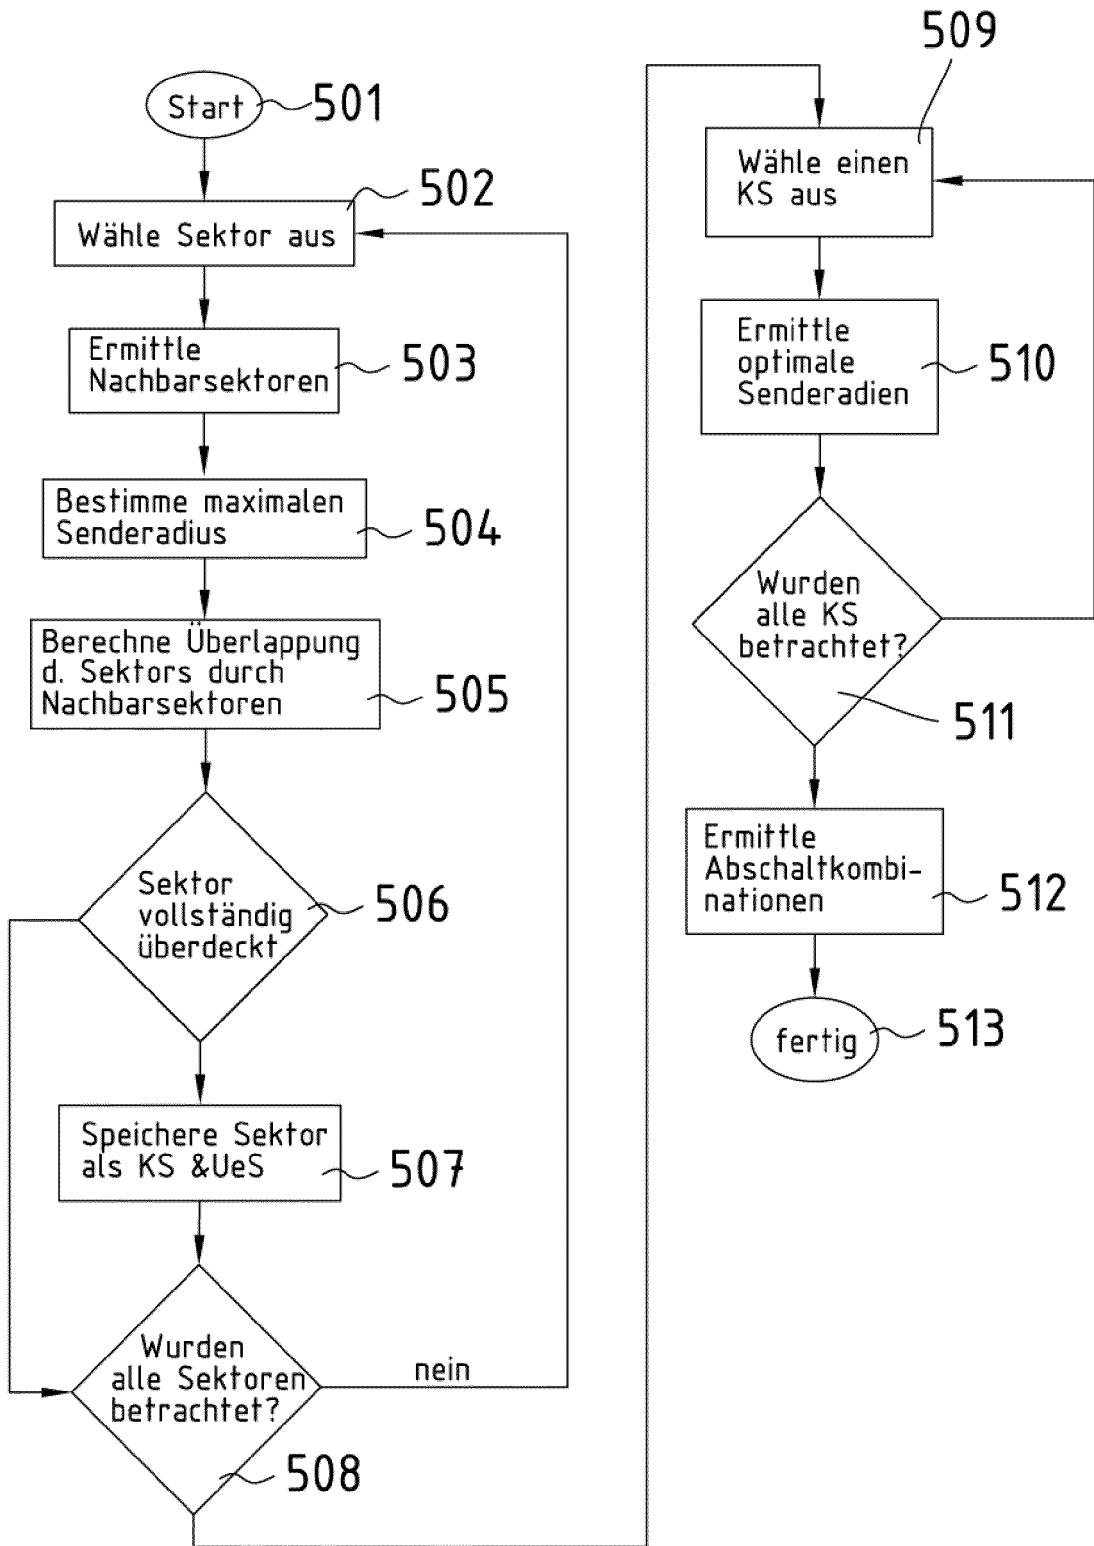 Start
501
Wähle Sektor aus
502
Ermittle
Nachbarsektoren
503
Bestimme maximalen
Senderadius
504
Berechne Überlappung
d. Sektors durch
Nachbarsektoren
505
Sektor
vollständig
überdeckt
506
Speichere Sektor
als KS &UeS
507
Wurden
alle Sektoren
betrachtet?
nein
508
509
Wähle einen
KS aus
Ermittle
optimale
Senderadien
510
Wurden
alle KS
betrachtet?
511
Ermittle
Abschaltkombi-
nationen
512
fertig
513